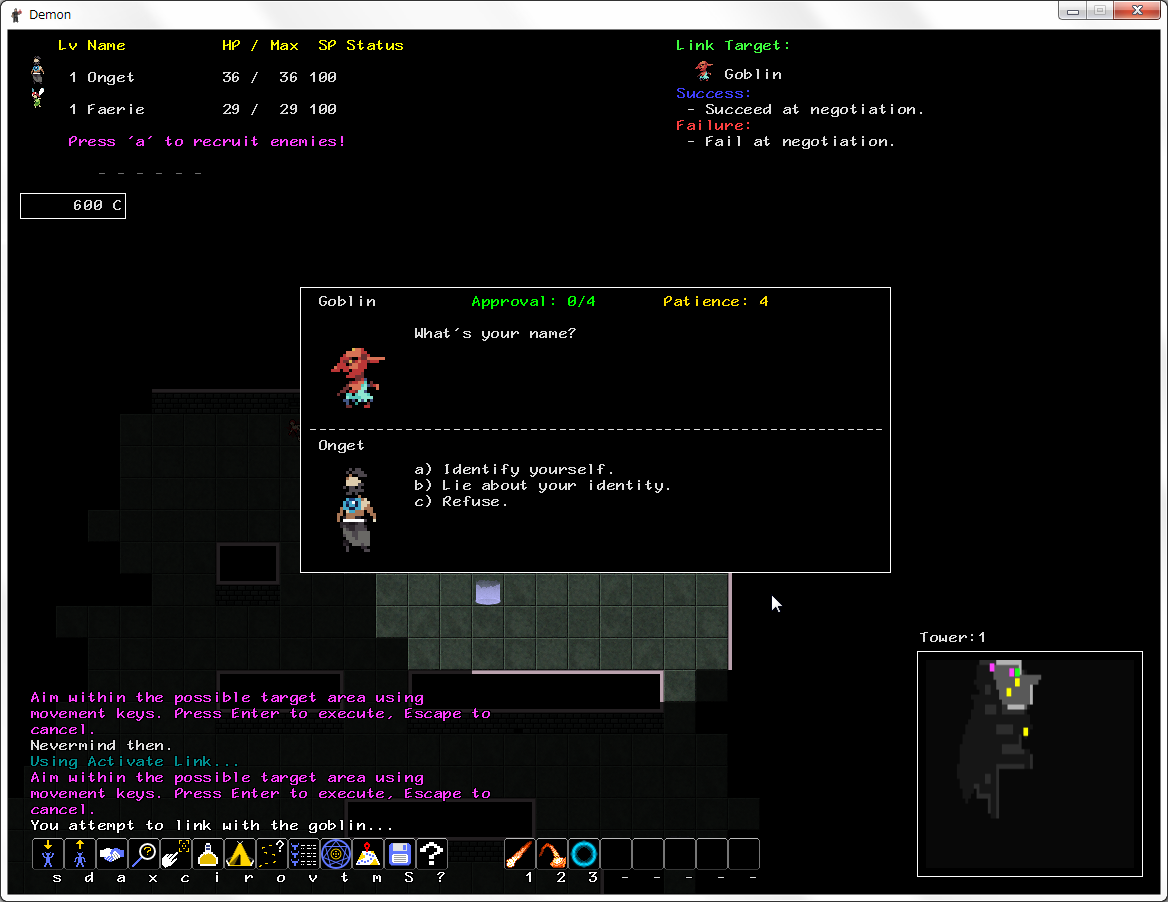 Demon
Lv Name HP / Max SP Status
1 Onget 36 / 36 100
1 Faerie 29 / 29 100
Press 'a' to recruit enemies!
- - - - - -
600 C
Link Target:
Goblin
Success:
- Succeed at negotiation.
Failure:
- Fail at negotiation.
Goblin Approval: 0/4 Patience: 4
What's your name?
Onget
a) Identify yourself.
b) Lie about your identity.
c) Refuse.
Tower:1
Aim within the possible target area using
movement keys. Press Enter to execute, Escape to
cancel.
Nevermind then.
Using Activate Link...
Aim within the possible target area using
movement keys. Press Enter to execute, Escape to
cancel.
You attempt to link with the goblin...
s d a x c i r o v t m S ? 1 2 3 - - - - -